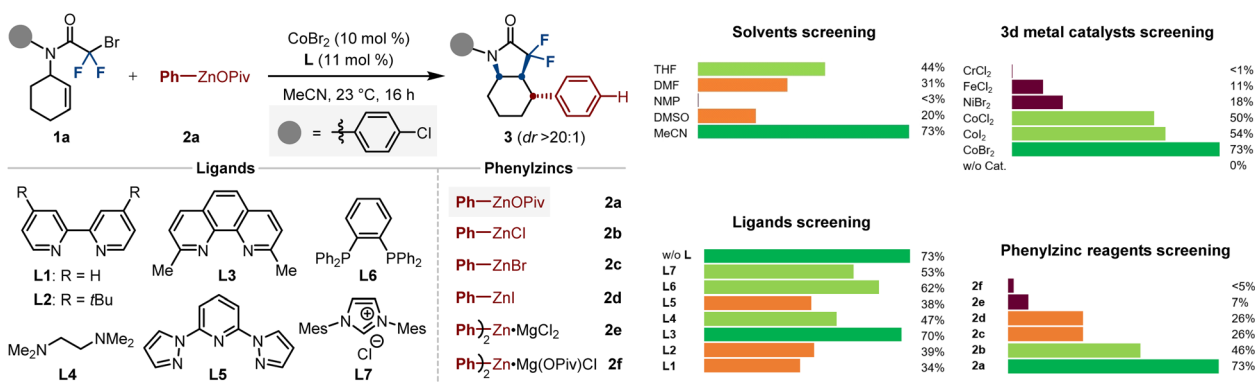 N
O
Br
F
F
1a
+
Ph—ZnOPiv
2a
CoBr2 (10 mol %)
L (11 mol %)
MeCN, 23 °C, 16 h
= Cl
N
O
F
F
H
3 (dr >20:1)
Ligands
R R
N N
L1: R = H
L2: R = tBu
N N
Me Me
L3
Ph2P PPh2
L6
Me2N NMe2
L4
N N N
N N
L5
Mes N N Mes
+
Cl−
L7
Phenylzincs
Ph—ZnOPiv 2a
Ph—ZnCl 2b
Ph—ZnBr 2c
Ph—ZnI 2d
Ph)2Zn•MgCl2 2e
Ph)2Zn•Mg(OPiv)Cl 2f
Solvents screening
THF 44%
DMF 31%
NMP <3%
DMSO 20%
MeCN 73%
3d metal catalysts screening
CrCl2 <1%
FeCl2 11%
NiBr2 18%
CoCl2 50%
CoI2 54%
CoBr2 73%
w/o Cat. 0%
Ligands screening
w/o L 73%
L7 53%
L6 62%
L5 38%
L4 47%
L3 70%
L2 39%
L1 34%
Phenylzinc reagents screening
2f <5%
2e 7%
2d 26%
2c 26%
2b 46%
2a 73%